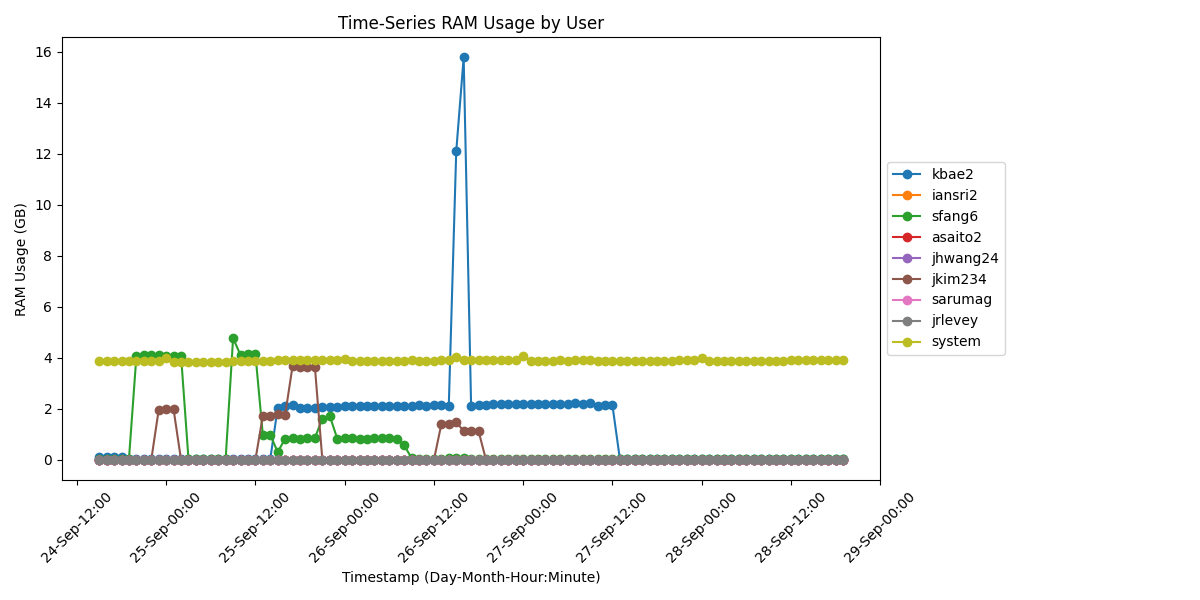 Time-Series RAM Usage by User
RAM Usage (GB)
16
14
12
10
8
6
4
2
0
24-Sep-12:00
25-Sep-00:00
25-Sep-12:00
26-Sep-00:00
26-Sep-12:00
27-Sep-00:00
27-Sep-12:00
28-Sep-00:00
28-Sep-12:00
29-Sep-00:00
Timestamp (Day-Month-Hour:Minute)
kbae2
iansri2
sfang6
asaito2
jhwang24
jkim234
sarumag
jrlevey
system